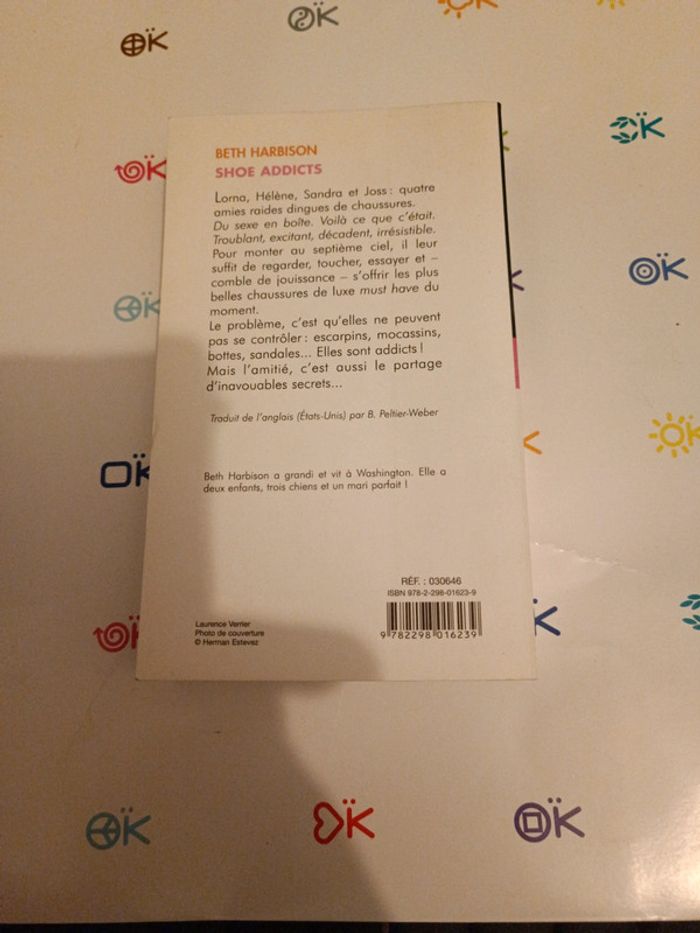 ÖK
ÖK
ÖK
ÖK
BETH HARBISON
SHOE ADDICTS
Lorna, Hélène, Sandra et Joss : quatre
amies raides dingues de chaussures.
Du sexe en boîte. Voilà ce que c'était.
Troublant, excitant, décadent, irrésistible.
Pour monter au septième ciel, il leur
suffit de regarder, toucher, essayer et –
comble de jouissance – s'offrir les plus
belles chaussures de luxe must have du
moment.
Le problème, c'est qu'elles ne peuvent
pas se contrôler : escarpins, mocassins,
bottes, sandales... Elles sont addicts !
Mais l'amitié, c'est aussi le partage
d'inavouables secrets...
Traduit de l'anglais (États-Unis) par B. Peltier-Weber
Beth Harbison a grandi et vit à Washington. Elle a
deux enfants, trois chiens et un mari parfait !
RÉF. : 030646
ISBN 978-2-298-01623-9
9 782298 016239
Laurence Verrier
Photo de couverture
© Herman Estevez
ÖK
ÖK
ÖK